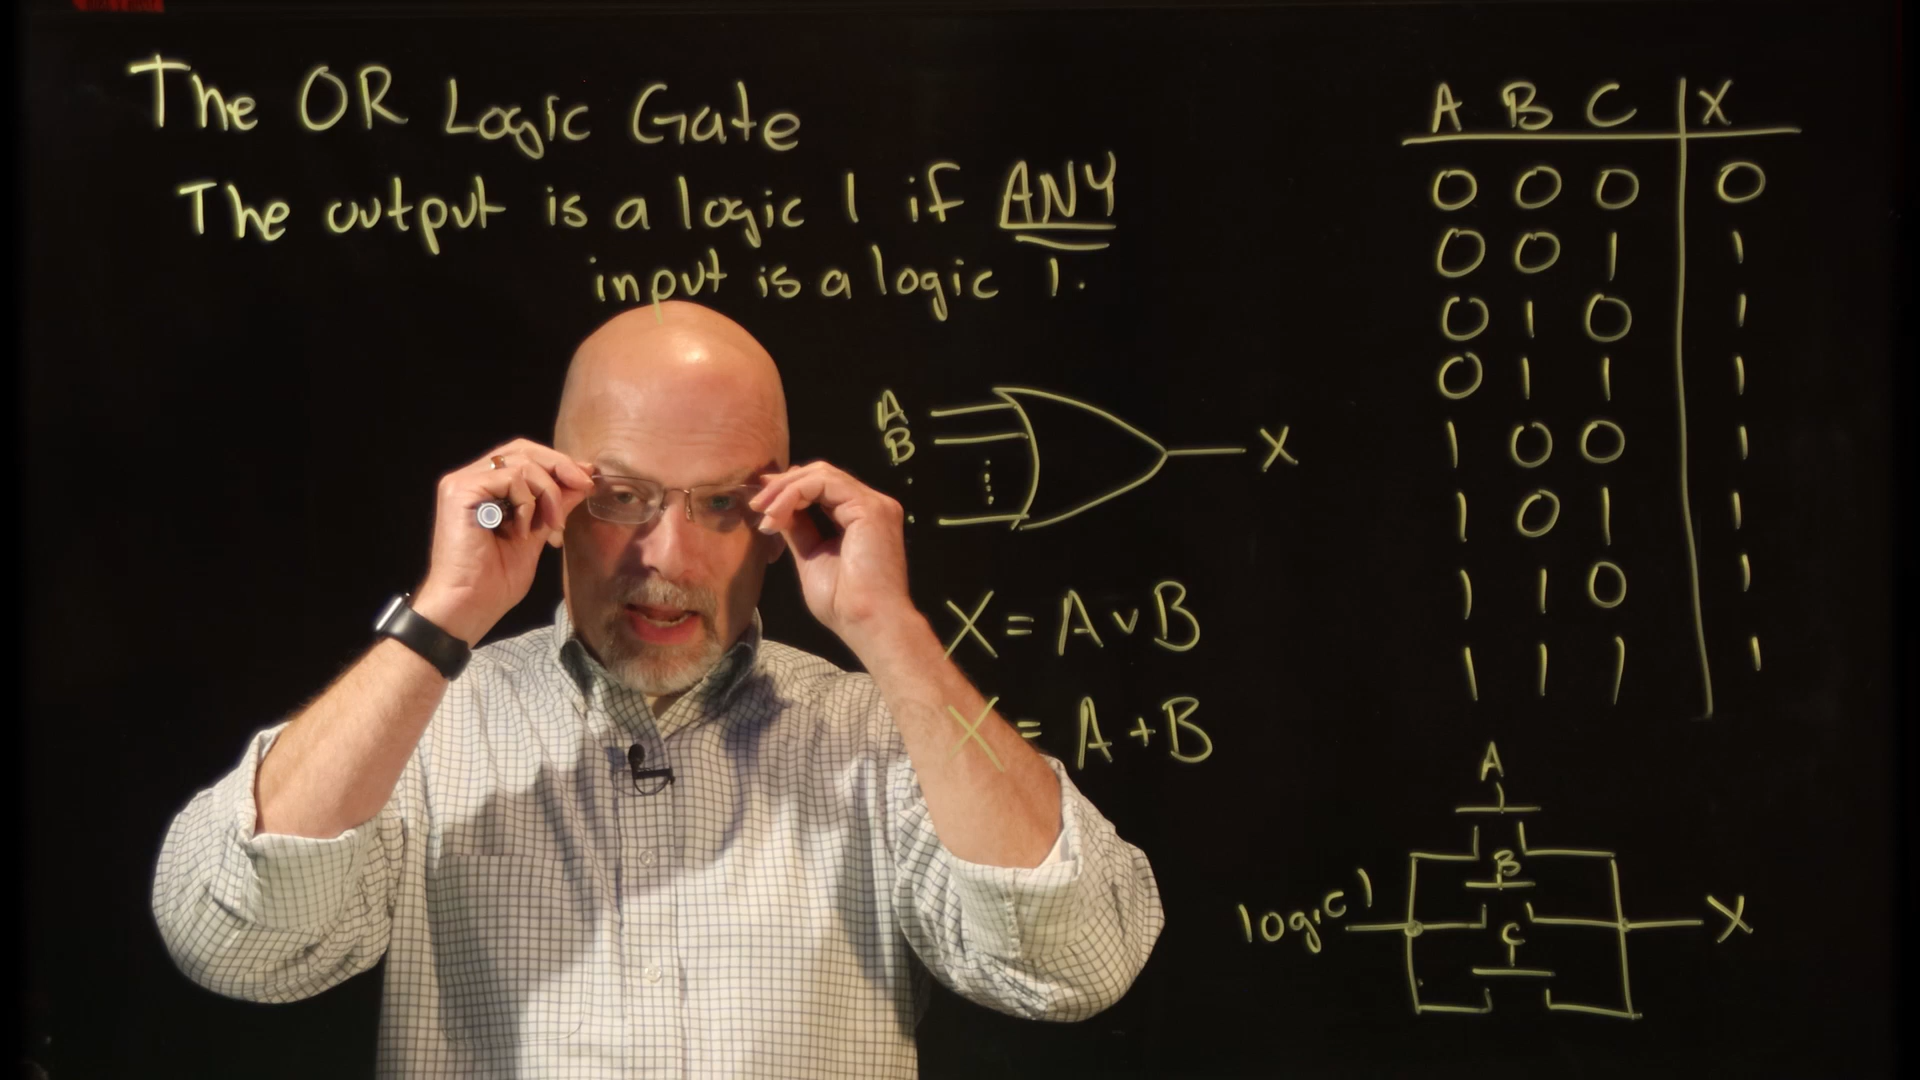 The OR Logic Gate
The output is a logic 1 if ANY
input is a logic 1.
A
B
X
X = A ∨ B
X = A + B
A B C X
0 0 0 0
0 0 1 1
0 1 0 1
0 1 1 1
1 0 0 1
1 0 1 1
1 1 0 1
1 1 1 1
A
B
logic 1
C
X